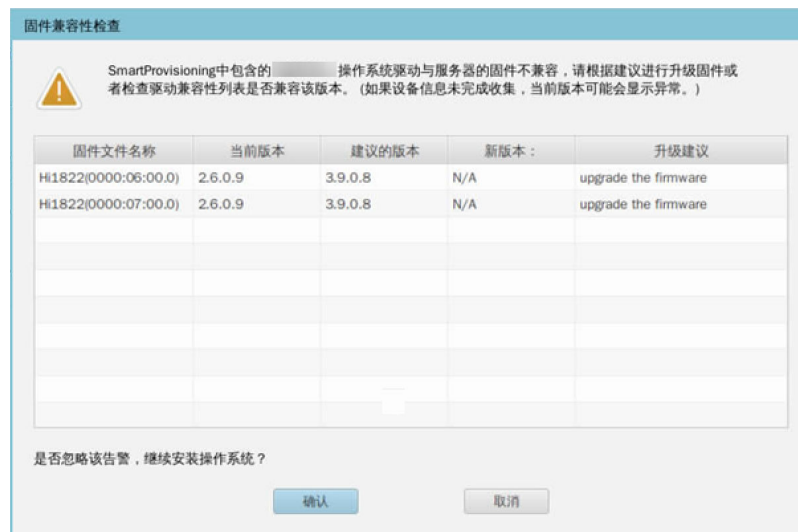 固件兼容性检查
SmartProvisioning中包含的 操作系统驱动与服务器的固件不兼容，请根据建议进行升级固件或
者检查驱动兼容性列表是否兼容该版本。(如果设备信息未完成收集，当前版本可能会显示异常。)
固件文件名称 当前版本 建议的版本 新版本： 升级建议
Hi1822(0000:06:00.0) 2.6.0.9 3.9.0.8 N/A upgrade the firmware
Hi1822(0000:07:00.0) 2.6.0.9 3.9.0.8 N/A upgrade the firmware
是否忽略该告警，继续安装操作系统？
确认 取消